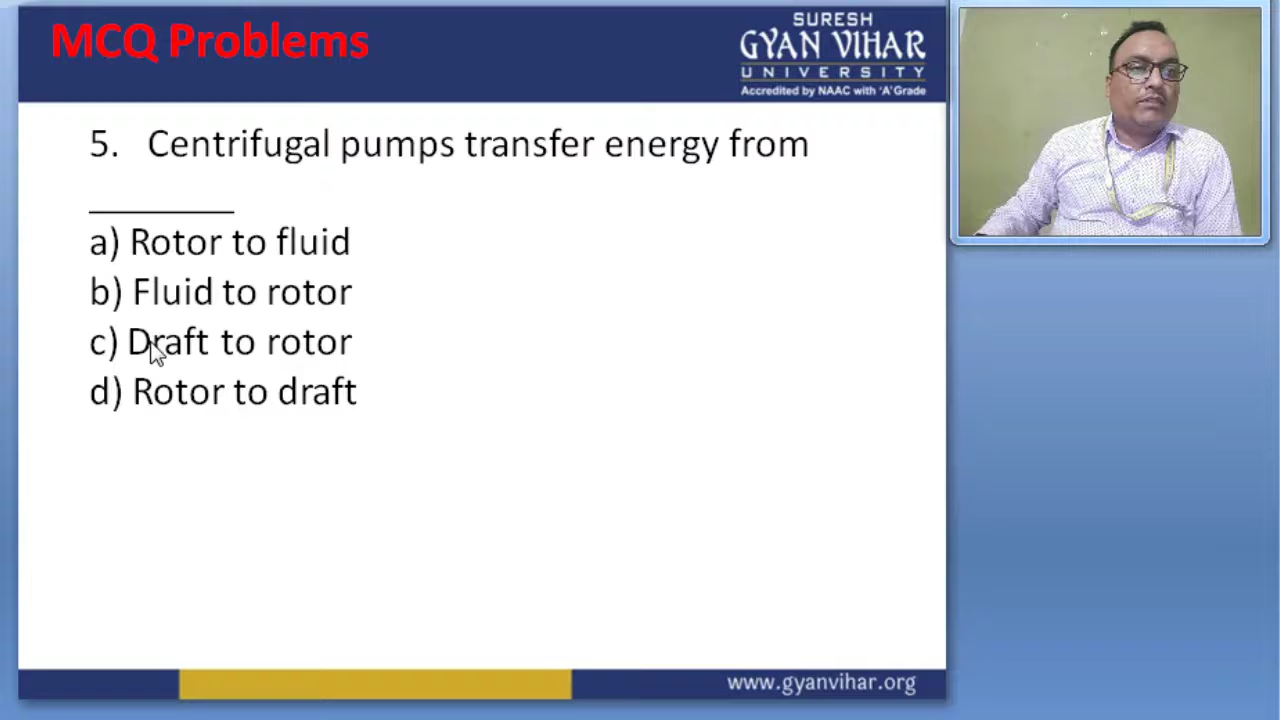 MCQ Problems
SURESH
GYAN VIHAR
UNIVERSITY
Accredited by NAAC with 'A' Grade
5. Centrifugal pumps transfer energy from
________
a) Rotor to fluid
b) Fluid to rotor
c) Draft to rotor
d) Rotor to draft
www.gyanvihar.org